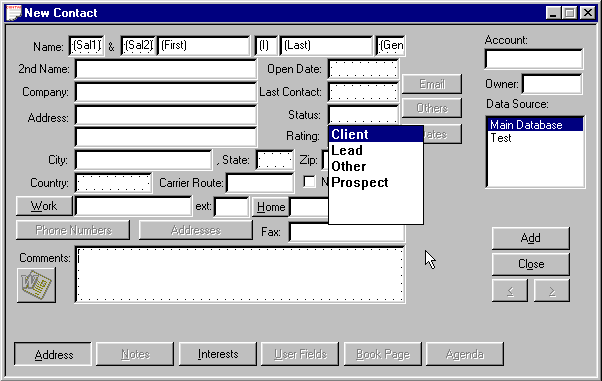 New Contact
Name: (Sal1) & (Sal2) (First) (I) (Last) (Gen
Account:
2nd Name: Open Date:
Company: Last Contact: Email Owner:
Address: Status: Others Data Source:
Rating: ates Main Database
Client Test
Lead
Other
Prospect
City: , State: Zip:
Country: Carrier Route: N
Work ext: Home
Phone Numbers Addresses Fax:
Add
Comments: Close
W
< >
Address Notes Interests User Fields Book Page Agenda